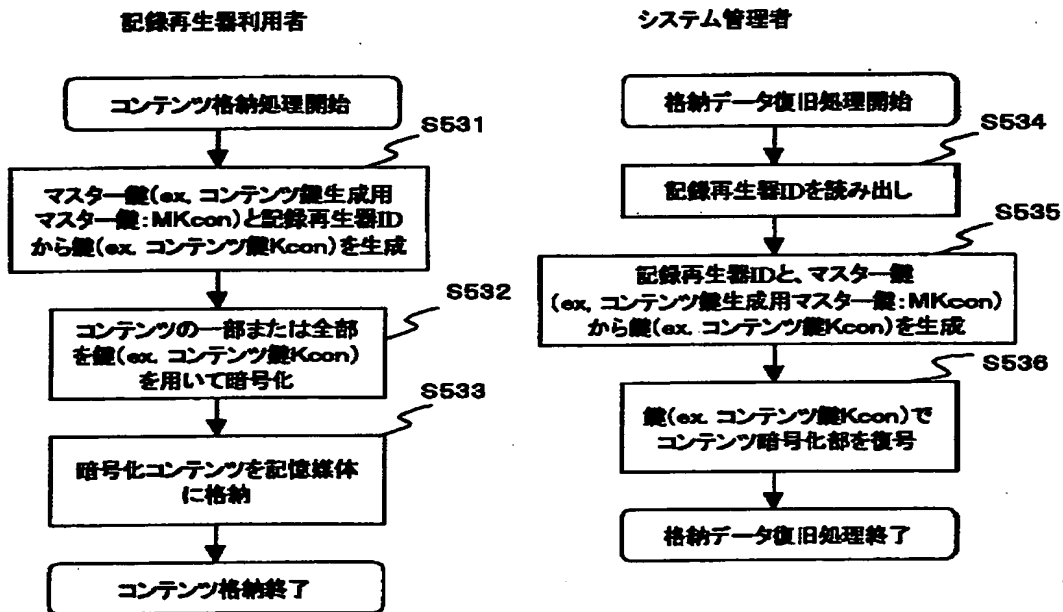 記録再生器利用者
コンテンツ格納処理開始
S531
マスター鍵(ex. コンテンツ鍵生成用
マスター鍵:MKcon)と記録再生器ID
から鍵(ex. コンテンツ鍵Kcon)を生成
S532
コンテンツの一部または全部
を鍵(ex. コンテンツ鍵Kcon)
を用いて暗号化
S533
暗号化コンテンツを記憶媒体
に格納
コンテンツ格納終了
システム管理者
格納データ復旧処理開始
S534
記録再生器IDを読み出し
S535
記録再生器IDと、マスター鍵
(ex, コンテンツ鍵生成用マスター鍵:MKcon)
から鍵(ex. コンテンツ鍵Kcon)を生成
S536
鍵(ex. コンテンツ鍵Kcon)で
コンテンツ暗号化部を復号
格納データ復旧処理終了